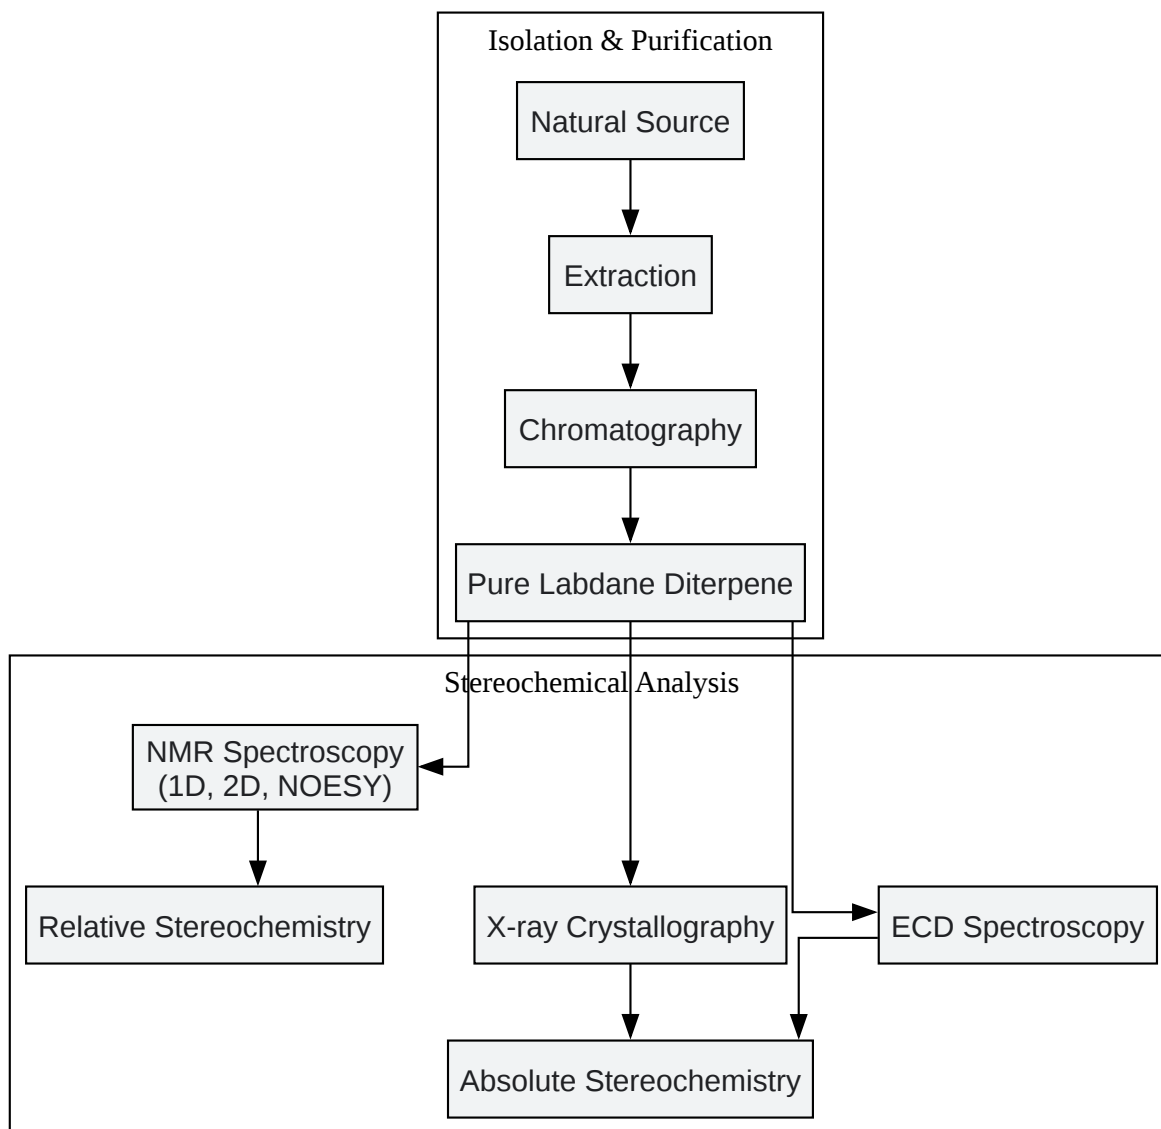 Isolation & Purification
Natural Source
Extraction
Chromatography
Pure Labdane Diterpene
Stereochemical Analysis
NMR Spectroscopy
(1D, 2D, NOESY)
Relative Stereochemistry
X-ray Crystallography
ECD Spectroscopy
Absolute Stereochemistry